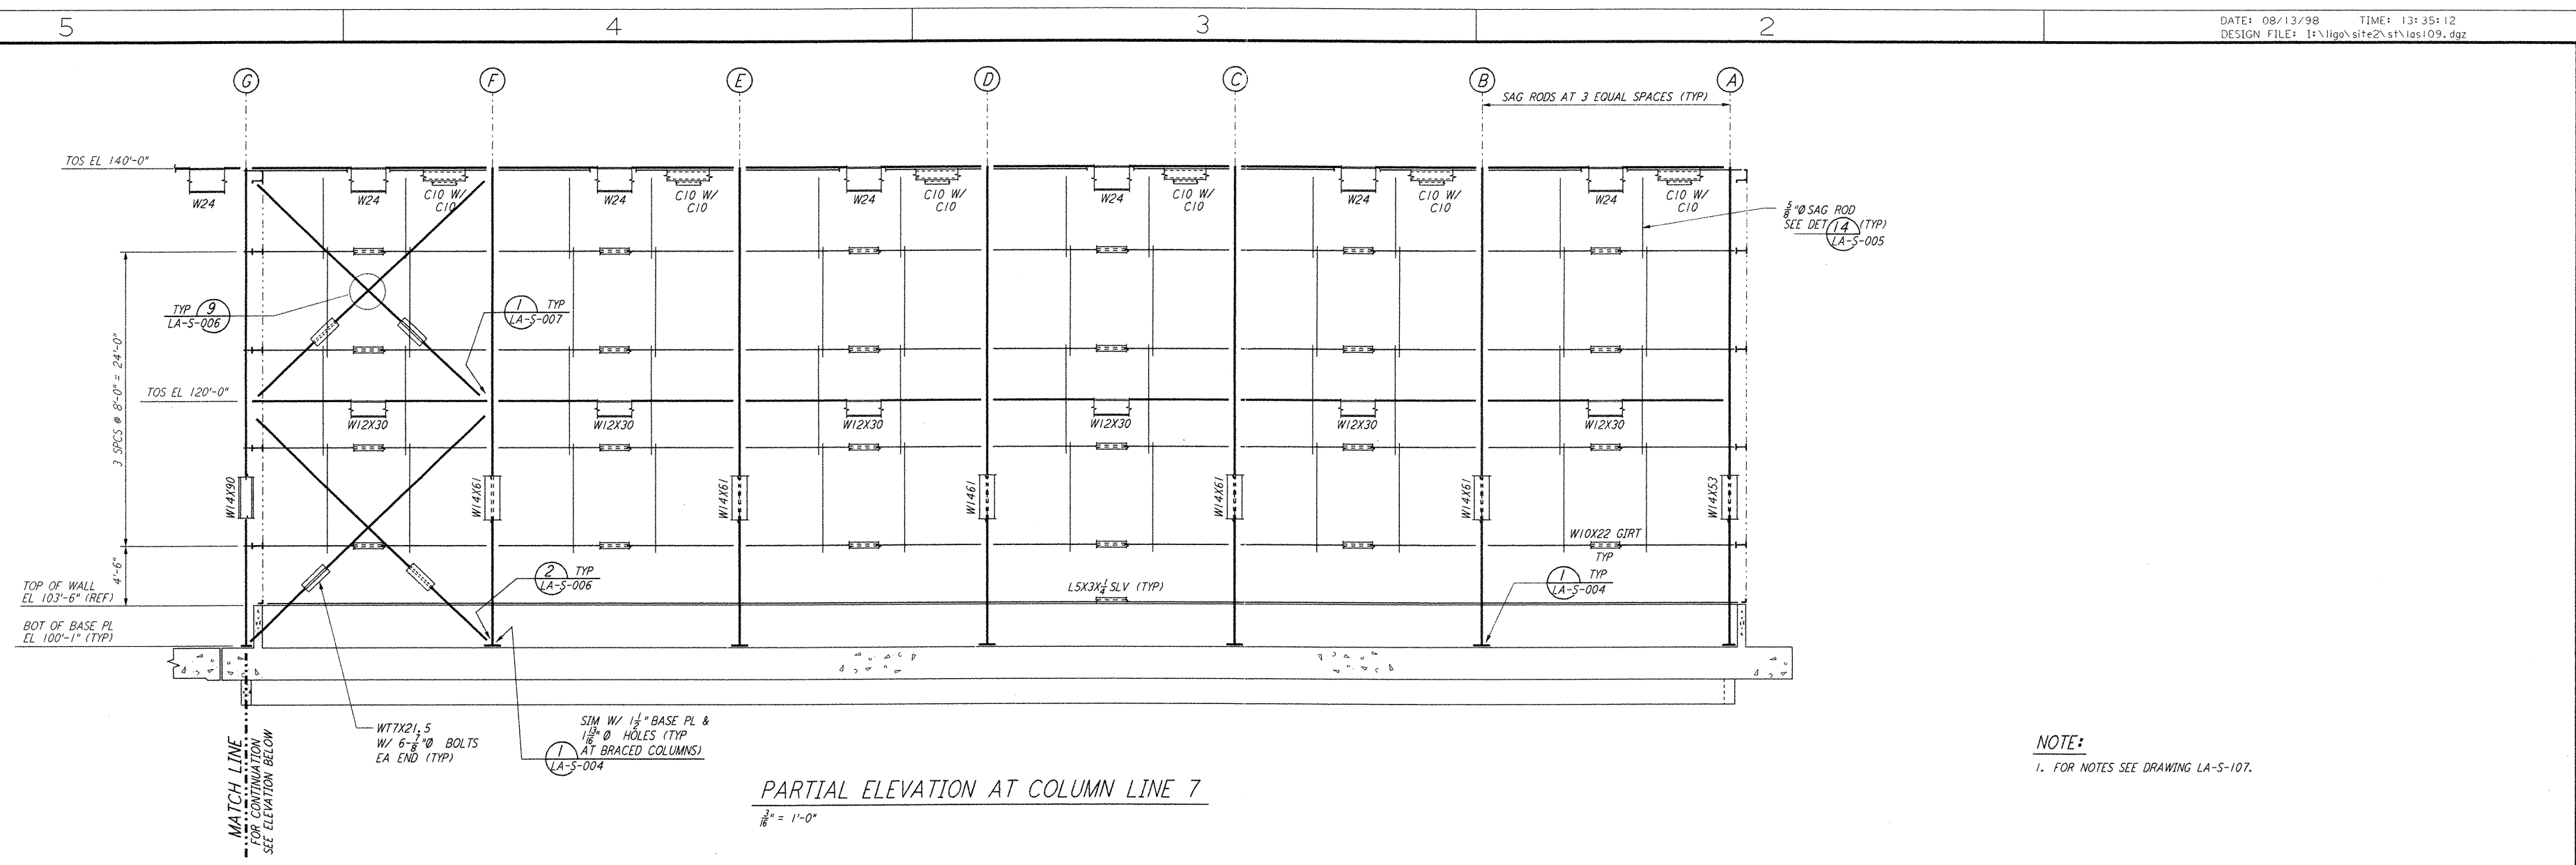 5 4 3 2
DATE: 08/13/98 TIME: 13:35:12
DESIGN FILE: I:\ligo\site2\st\las109.dgz
G F E D C B A
SAG RODS AT 3 EQUAL SPACES (TYP)
TOS EL 140'-0"
W24 W24 W24 W24 W24 W24 W24
C10 W/
C10
C10 W/
C10
C10 W/
C10
C10 W/
C10
C10 W/
C10
C10 W/
C10
5/8"Ø SAG ROD
SEE DET 14 (TYP)
LA-S-005
TYP 9
LA-S-006
1 TYP
LA-S-007
3 SPCS @ 8'-0" = 24'-0"
TOS EL 120'-0"
W12X30 W12X30 W12X30 W12X30 W12X30 W12X30
W14X90 W14X61 W14X61 W1461 W14X61 W14X61 W14X53
W10X22 GIRT
TYP
4'-6"
2 TYP
LA-S-006
1 TYP
LA-S-004
L5X3X1/4 SLV (TYP)
TOP OF WALL
EL 103'-6" (REF)
BOT OF BASE PL
EL 100'-1" (TYP)
WT7X21.5
W/ 6-7/8"Ø BOLTS
EA END (TYP)
SIM W/ 1 1/2" BASE PL &
1 13/16" Ø HOLES (TYP
1 AT BRACED COLUMNS)
LA-S-004
MATCH LINE
FOR CONTINUATION
SEE ELEVATION BELOW
PARTIAL ELEVATION AT COLUMN LINE 7
3/16" = 1'-0"
NOTE:
1. FOR NOTES SEE DRAWING LA-S-107.